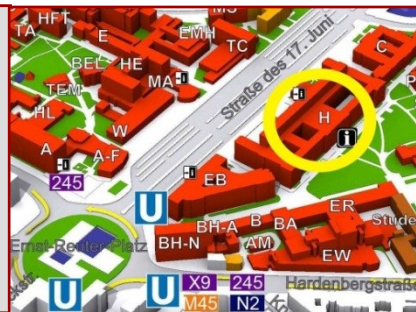 HFT
MS
TA
E
EMH
C
BEL
HE
TC
MA
TEM
Straße des 17. Juni
H
HL
W
i
A
A-F
245
EB
U
ER
B
BA
BH-A
BH-N
AM
EW
Ernst-Reuter-Platz
U
U
X9
245
Hardenbergstraße
M45
N2